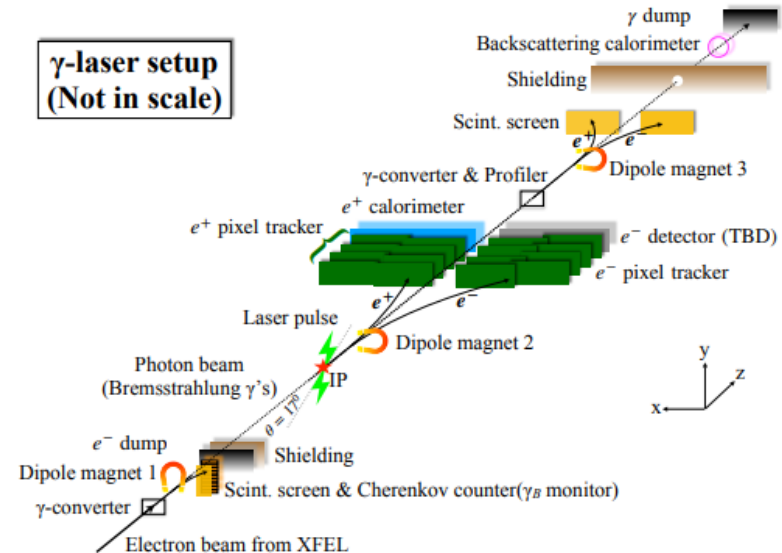 γ-laser setup
(Not in scale)
γ dump
Backscattering calorimeter
Shielding
Scint. screen
e⁺
e⁻
Dipole magnet 3
γ-converter & Profiler
e⁺ calorimeter
e⁺ pixel tracker
e⁻ detector (TBD)
e⁻ pixel tracker
e⁺
e⁻
Laser pulse
Dipole magnet 2
Photon beam
(Bremsstrahlung γ's)
IP
θ = 17⁰
y
z
x
e⁻ dump
Dipole magnet 1
Shielding
Scint. screen & Cherenkov counter(γ_B monitor)
γ-converter
Electron beam from XFEL